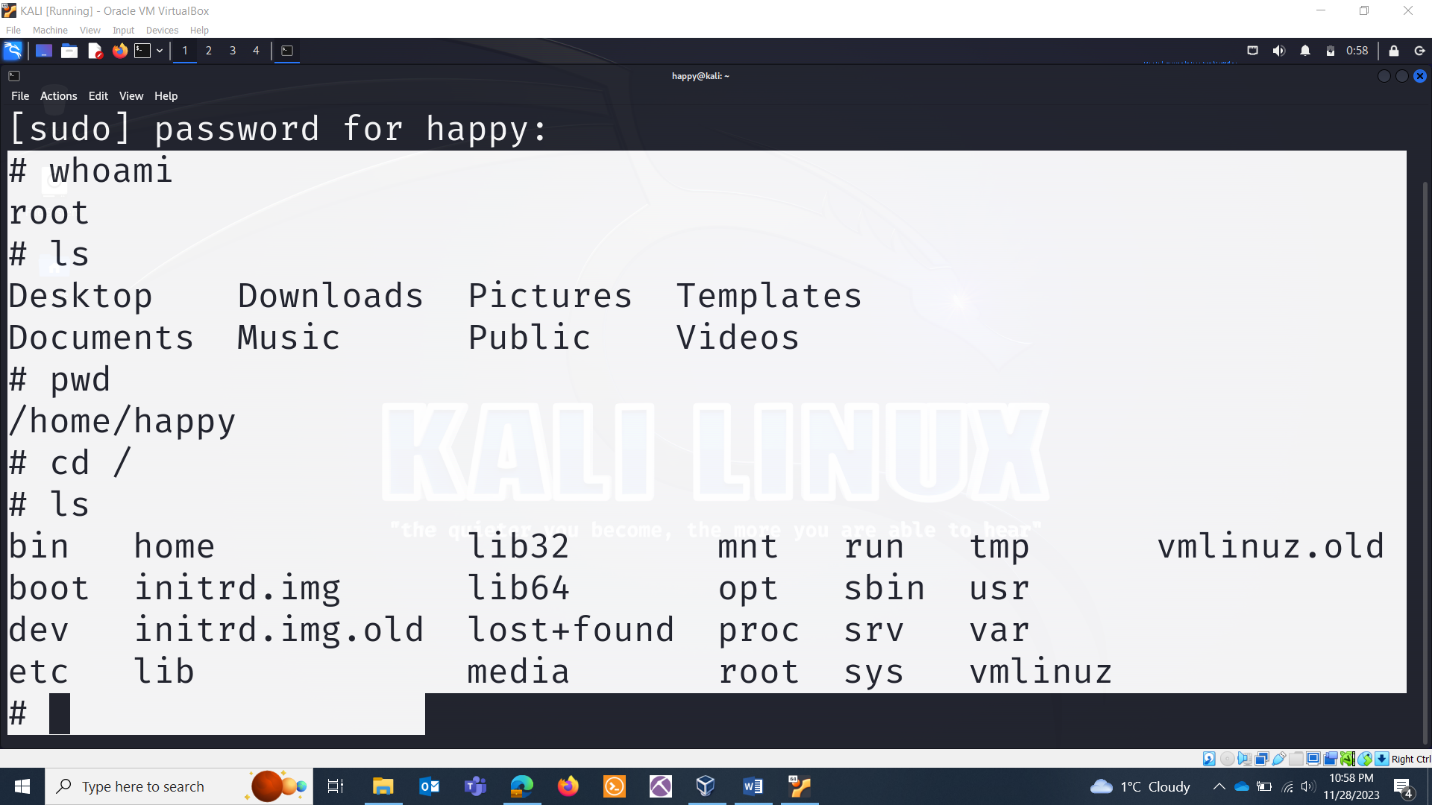 KALI [Running] - Oracle VM VirtualBox
File Machine View Input Devices Help
1 2 3 4 0:58
happy@kali: ~
File Actions Edit View Help
[sudo] password for happy:
# whoami
root
# ls
Desktop Downloads Pictures Templates
Documents Music Public Videos
# pwd
/home/happy
# cd /
# ls
KALI LINUX
"the quieter you become, the more you are able to hear"
bin home lib32 mnt run tmp vmlinuz.old
boot initrd.img lib64 opt sbin usr
dev initrd.img.old lost+found proc srv var
etc lib media root sys vmlinuz
#
Right Ctrl
Type here to search
1°C Cloudy
10:58 PM
11/28/2023
4